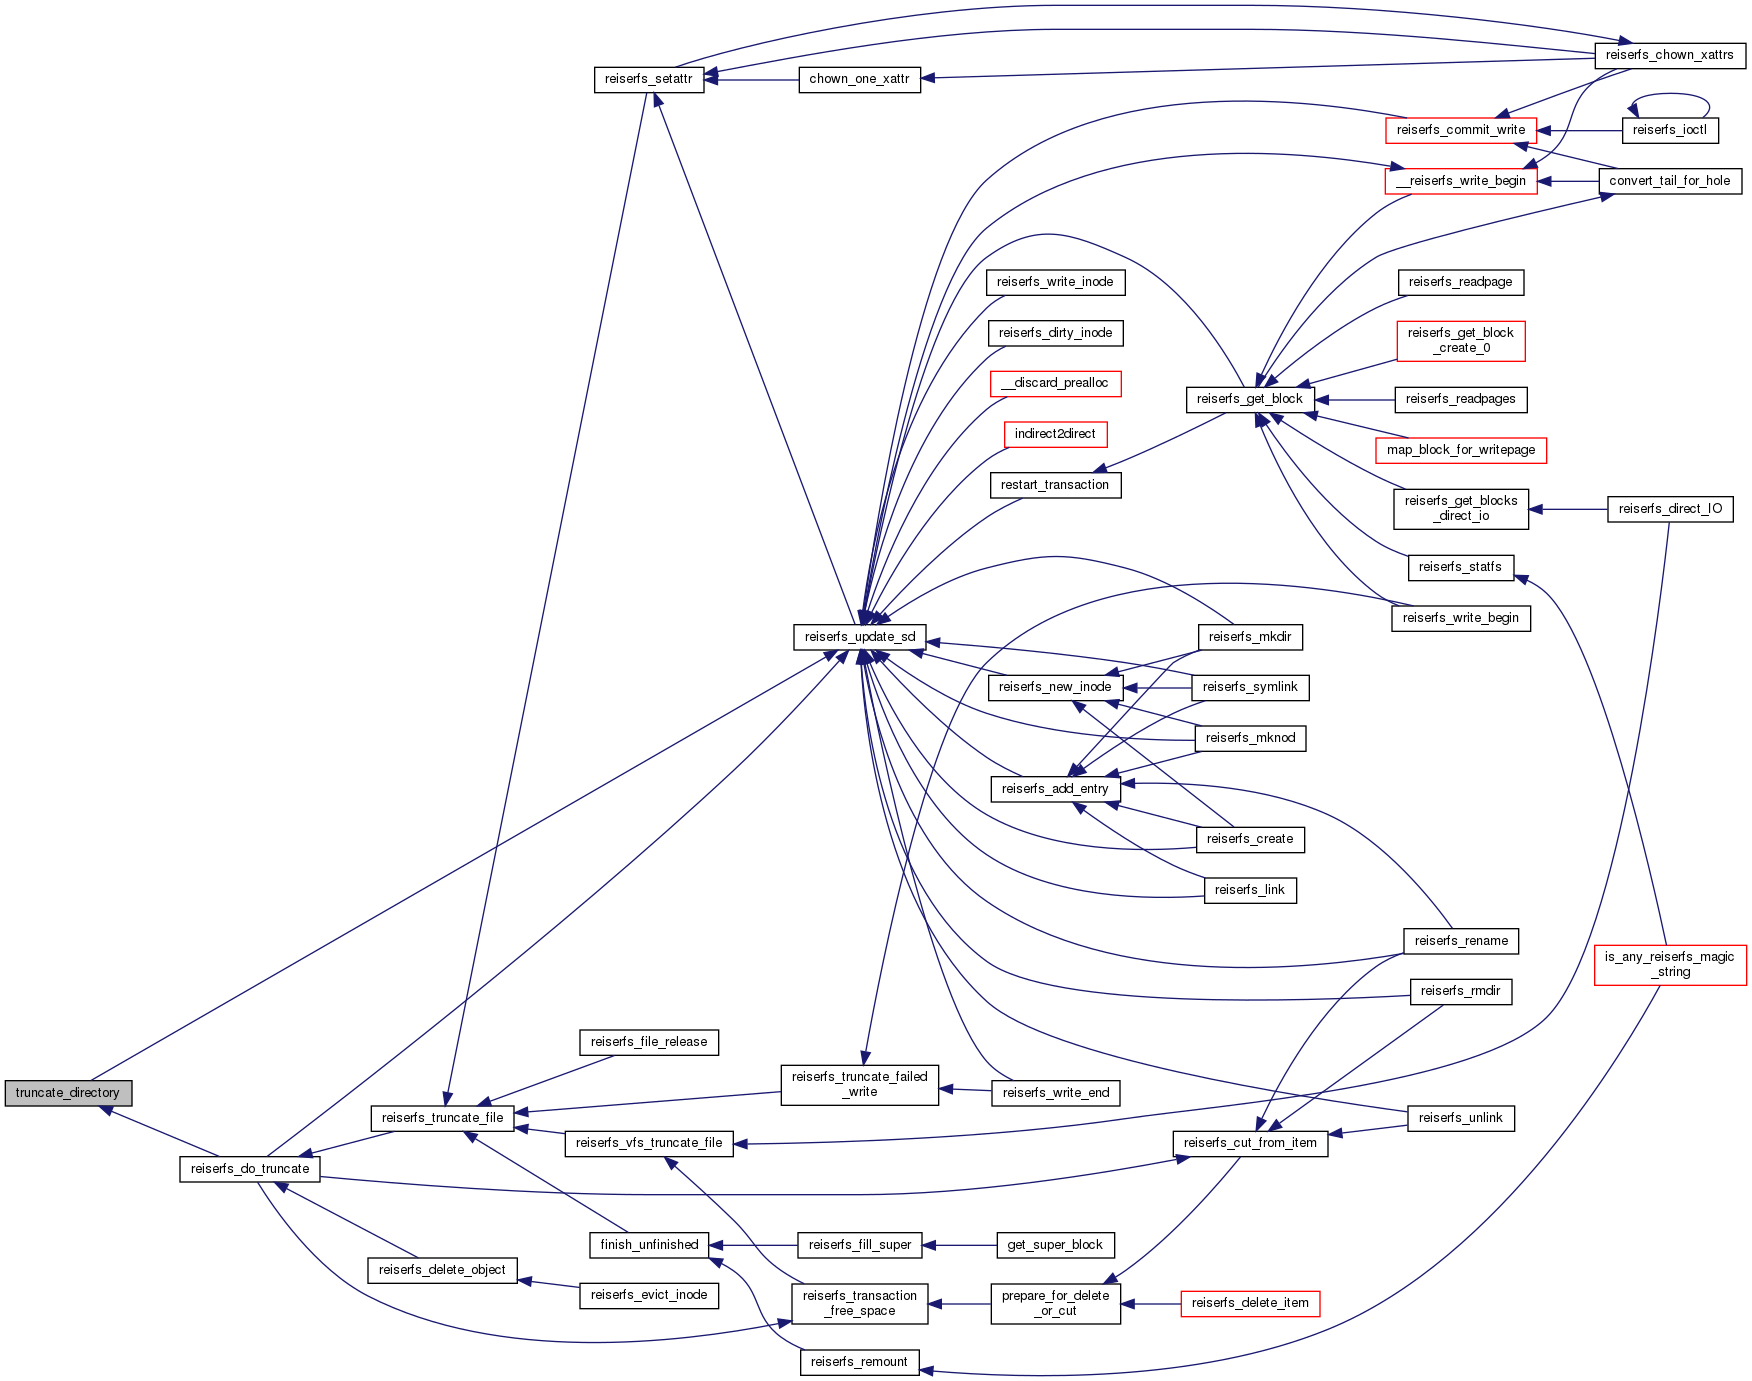 reiserfs_chown_xattrs
reiserfs_setattr
chown_one_xattr
reiserfs_commit_write
reiserfs_ioctl
__reiserfs_write_begin
convert_tail_for_hole
reiserfs_write_inode
reiserfs_readpage
reiserfs_dirty_inode
reiserfs_get_block
_create_0
__discard_prealloc
reiserfs_get_block
reiserfs_readpages
indirect2direct
map_block_for_writepage
restart_transaction
reiserfs_get_blocks
_direct_io
reiserfs_direct_IO
reiserfs_statfs
reiserfs_write_begin
reiserfs_update_sd
reiserfs_mkdir
reiserfs_new_inode
reiserfs_symlink
reiserfs_mknod
reiserfs_add_entry
reiserfs_create
reiserfs_link
reiserfs_rename
is_any_reiserfs_magic
_string
reiserfs_rmdir
reiserfs_file_release
reiserfs_truncate_failed
_write
truncate_directory
reiserfs_write_end
reiserfs_truncate_file
reiserfs_unlink
reiserfs_vfs_truncate_file
reiserfs_cut_from_item
reiserfs_do_truncate
finish_unfinished
reiserfs_fill_super
get_super_block
reiserfs_delete_object
reiserfs_evict_inode
reiserfs_transaction
_free_space
prepare_for_delete
_or_cut
reiserfs_delete_item
reiserfs_remount